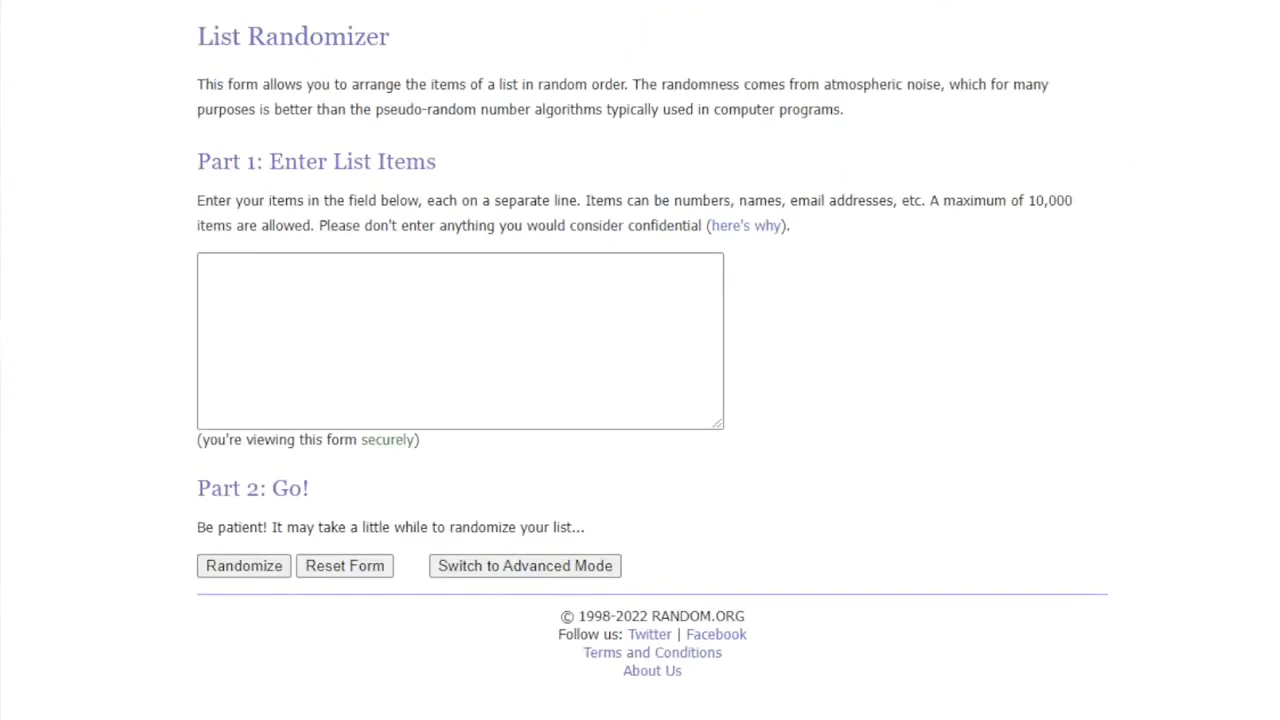 List Randomizer
This form allows you to arrange the items of a list in random order. The randomness comes from atmospheric noise, which for many
purposes is better than the pseudo-random number algorithms typically used in computer programs.
Part 1: Enter List Items
Enter your items in the field below, each on a separate line. Items can be numbers, names, email addresses, etc. A maximum of 10,000
items are allowed. Please don't enter anything you would consider confidential (here's why).
(you're viewing this form securely)
Part 2: Go!
Be patient! It may take a little while to randomize your list...
Randomize Reset Form Switch to Advanced Mode
© 1998-2022 RANDOM.ORG
Follow us: Twitter | Facebook
Terms and Conditions
About Us